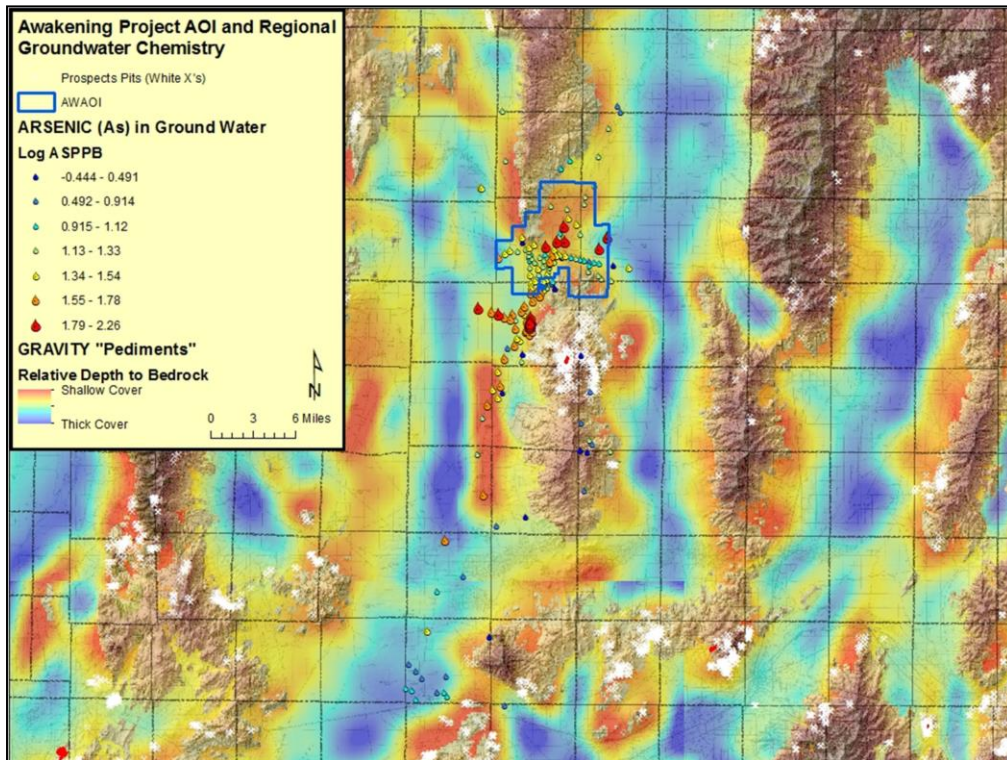 Awakening Project AOI and Regional
Groundwater Chemistry
Prospects Pits (White X's)
AWAOI
ARSENIC (As) in Ground Water
Log ASPPB
-0.444 - 0.491
0.492 - 0.914
0.915 - 1.12
1.13 - 1.33
1.34 - 1.54
1.55 - 1.78
1.79 - 2.26
GRAVITY "Pediments"
Relative Depth to Bedrock
Shallow Cover
Thick Cover
N
0 3 6 Miles